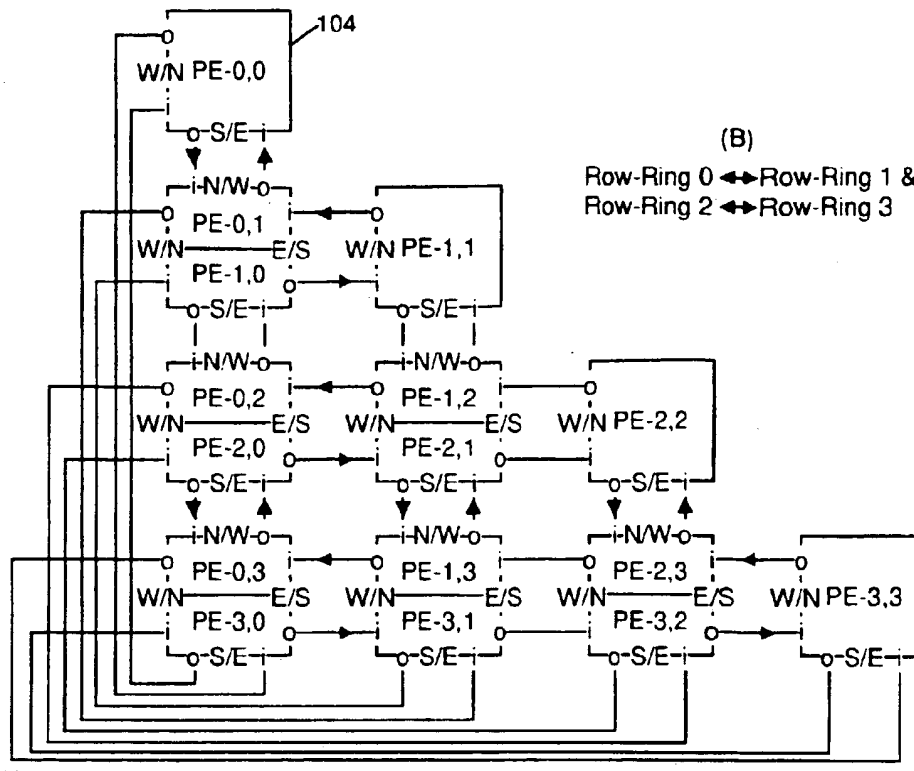 104
o
W/N PE-0,0
i
o S/E i
(B)
Row-Ring 0 ◄►Row-Ring 1 &
Row-Ring 2 ◄►Row-Ring 3
i N/W o
o PE-0,1 i o
W/N E/S W/N PE-1,1
i PE-1,0 o i
o S/E i o S/E i
i N/W o i N/W o
o PE-0,2 i o PE-1,2 i o
W/N E/S W/N E/S W/N PE-2,2
i PE-2,0 o i PE-2,1 o i
o S/E i o S/E i o S/E i
i N/W o i N/W o i N/W o
o PE-0,3 i o PE-1,3 i o PE-2,3 i o
W/N E/S W/N E/S W/N E/S W/N PE-3,3
i PE-3,0 o i PE-3,1 o i PE-3,2 o i
o S/E i o S/E i o S/E i o S/E i